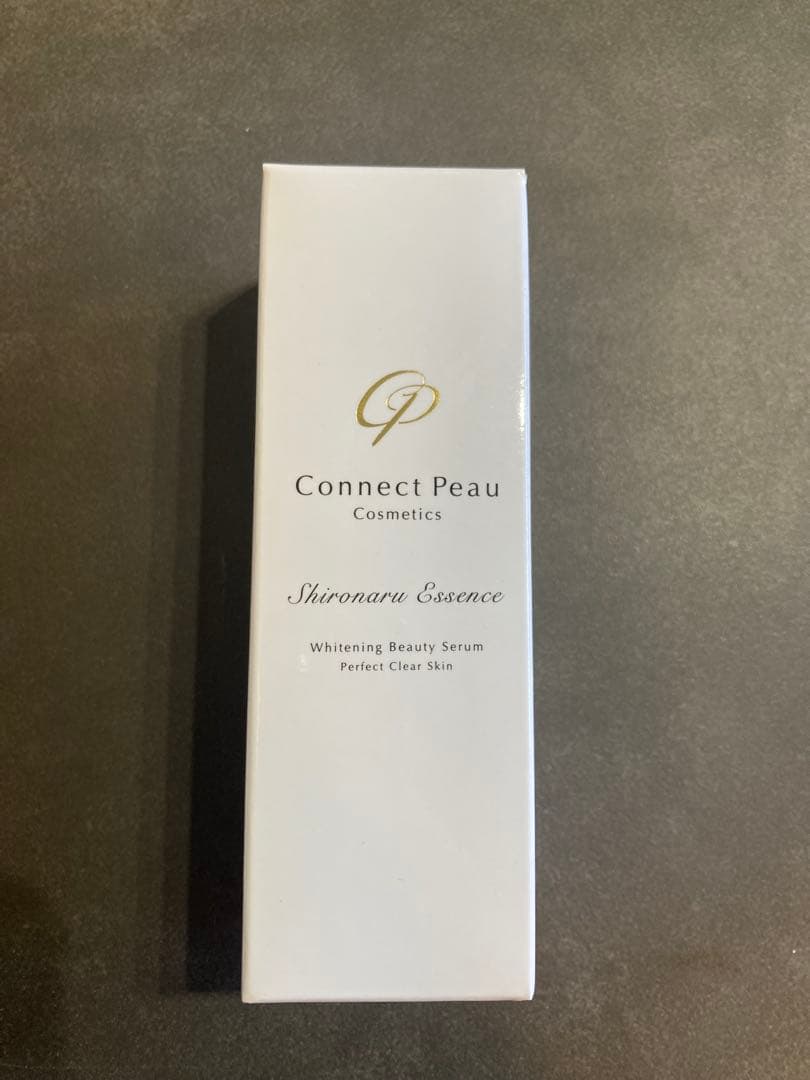 Connect Peau
Cosmetics
Shironaru Essence
Whitening Beauty Serum
Perfect Clear Skin